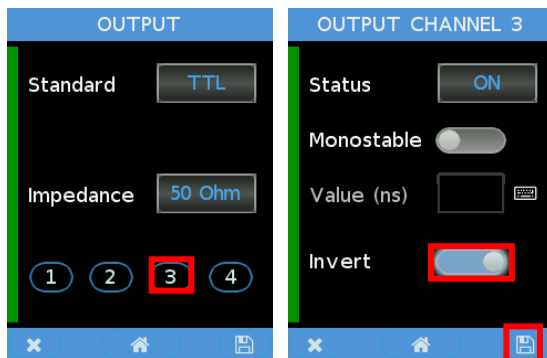 OUTPUT
Standard TTL
Impedance 50 Ohm
1 2 3 4
OUTPUT CHANNEL 3
Status ON
Monostable
Value (ns)
Invert